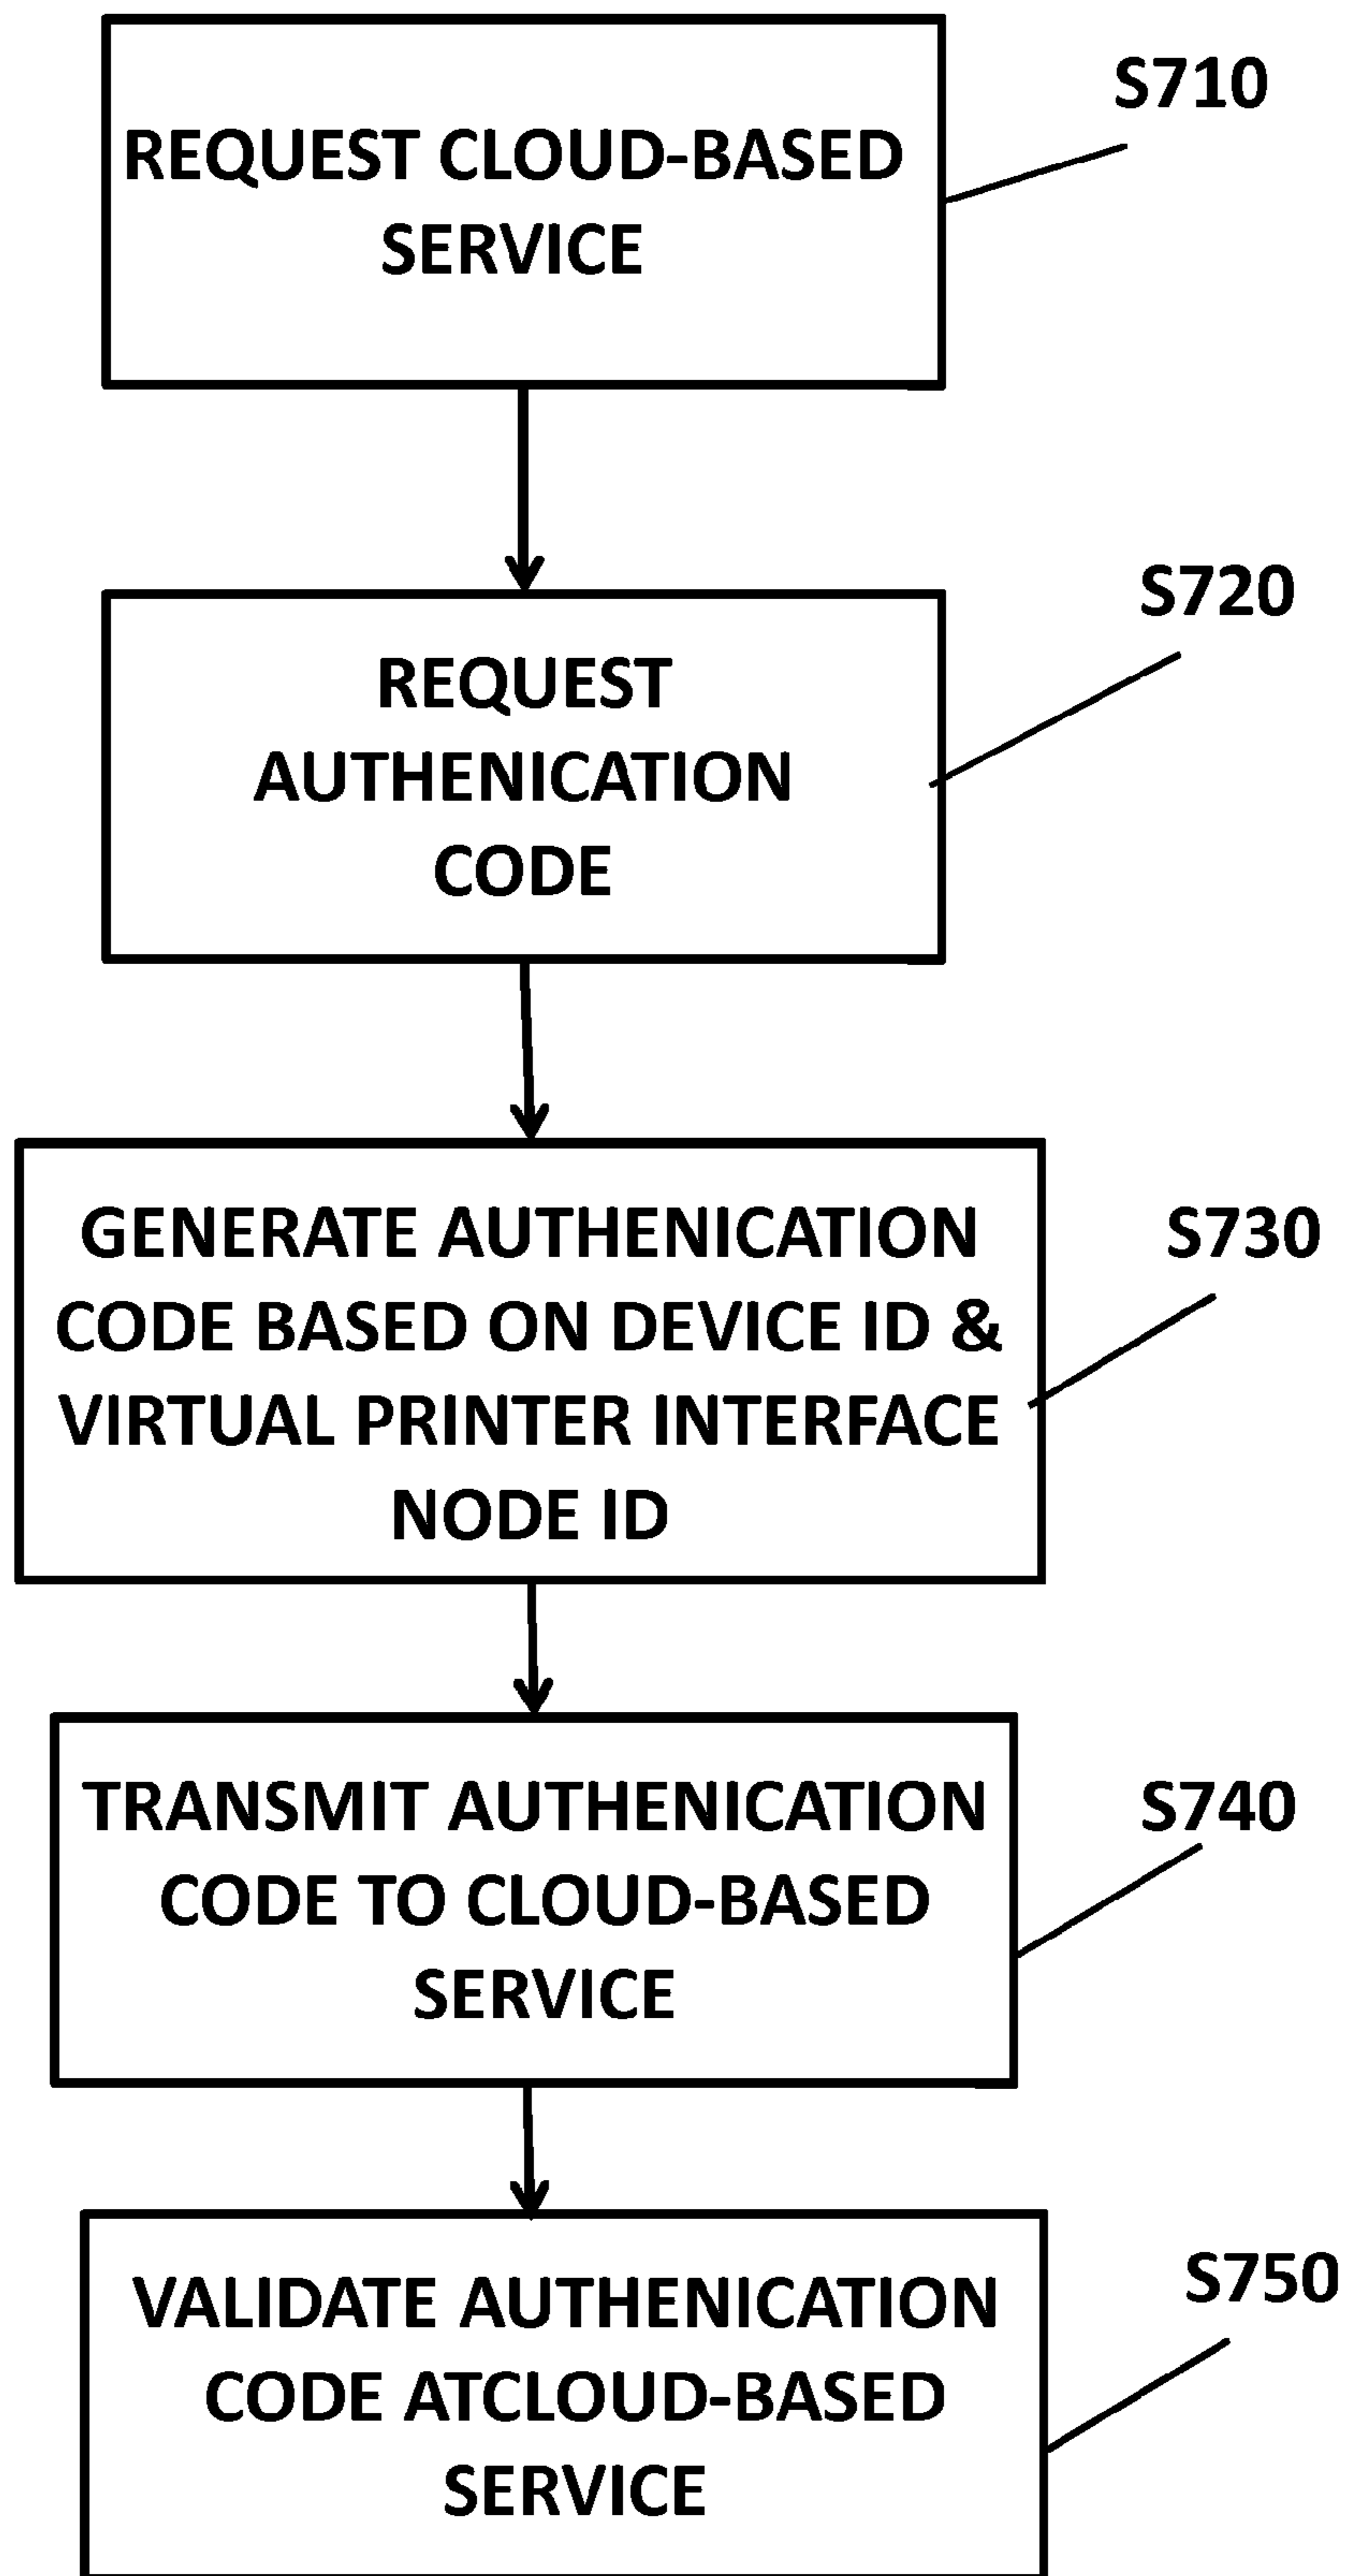 REQUEST CLOUD-BASED
SERVICE
S710
REQUEST
AUTHENICATION
CODE
S720
GENERATE AUTHENICATION
CODE BASED ON DEVICE ID &
VIRTUAL PRINTER INTERFACE
NODE ID
S730
TRANSMIT AUTHENICATION
CODE TO CLOUD-BASED
SERVICE
S740
VALIDATE AUTHENICATION
CODE ATCLOUD-BASED
SERVICE
S750